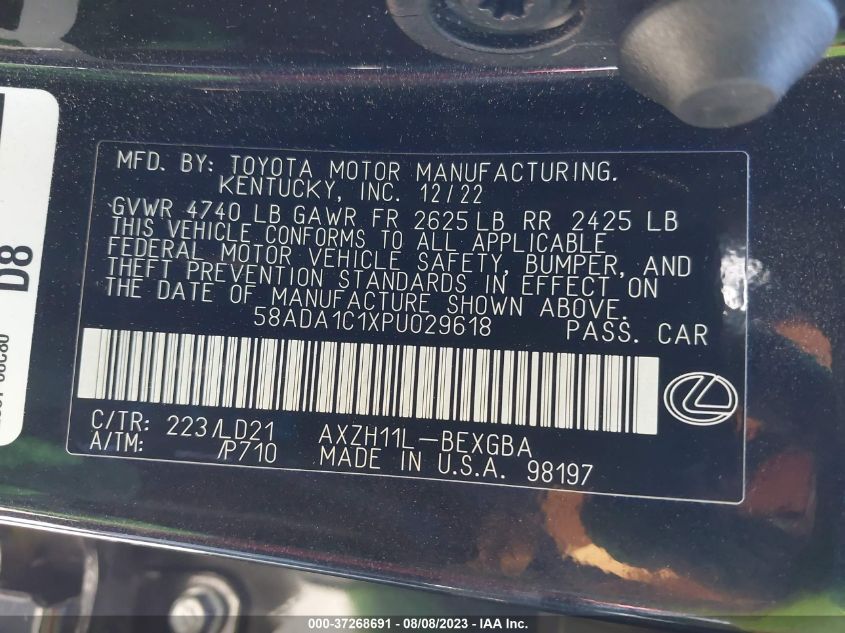 MFD. BY: TOYOTA MOTOR MANUFACTURING.
KENTUCKY, INC. 12/22
GVWR 4740 LB GAWR FR 2625 LB RR 2425 LB
THIS VEHICLE CONFORMS TO ALL APPLICABLE
FEDERAL MOTOR VEHICLE SAFETY, BUMPER, AND
THEFT PREVENTION STANDARDS IN EFFECT ON
THE DATE OF MANUFACTURE SHOWN ABOVE.
58ADA1C1XPU029618 PASS. CAR
C/TR: 223/LD21 AXZH11L-BEXGBA
A/TM: /P710 MADE IN U.S.A. 98197
D8
000-37268691 - 08/08/2023 - IAA Inc.